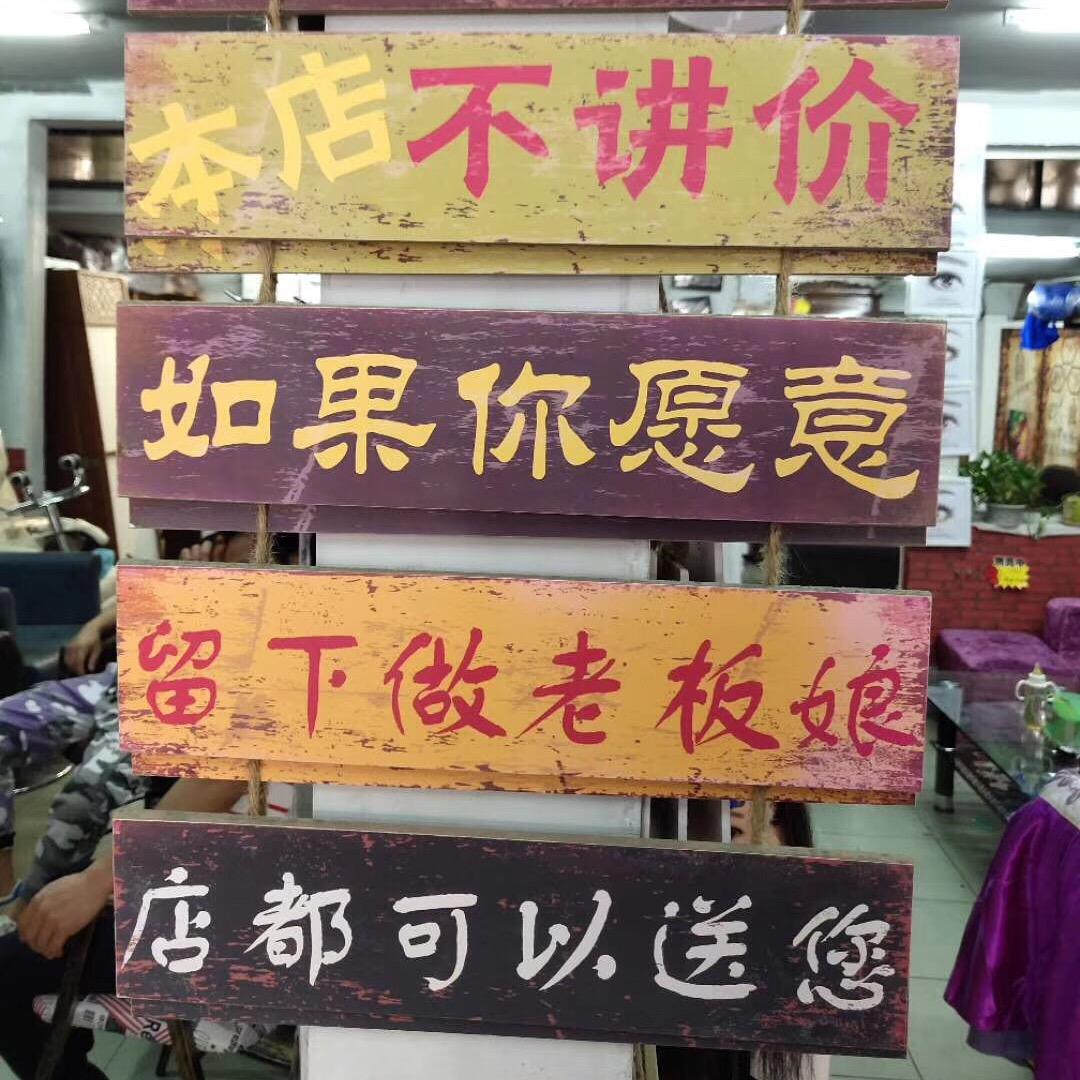 本店不讲价
如果你愿意
留下做老板娘
店都可以送您